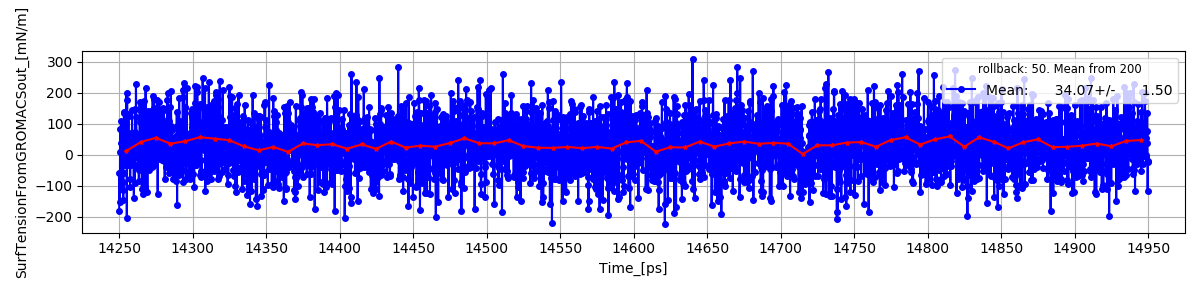 SurfTensionFromGROMACSout_[mN/m]
300
200
100
0
−100
−200
rollback: 50. Mean from 200
Mean: 34.07+/- 1.50
14250 14300 14350 14400 14450 14500 14550 14600 14650 14700 14750 14800 14850 14900 14950
Time_[ps]